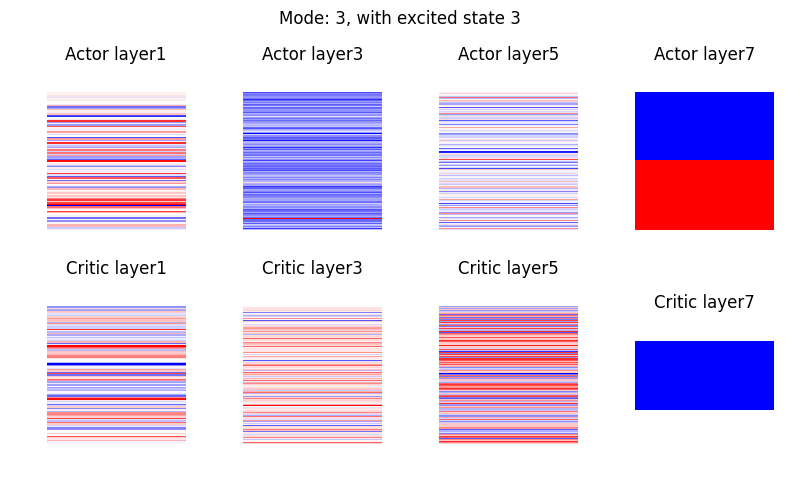 Mode: 3, with excited state 3
Actor layer1
Actor layer3
Actor layer5
Actor layer7
Critic layer1
Critic layer3
Critic layer5
Critic layer7